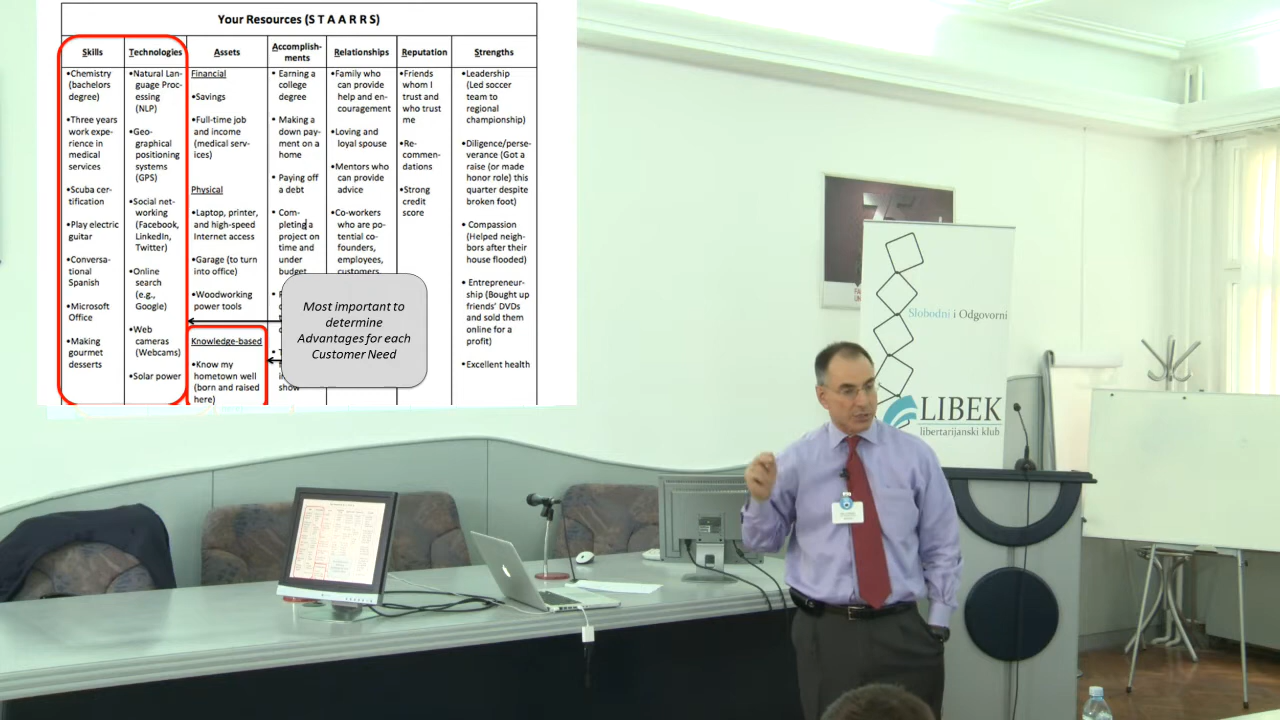 Your Resources (S T A A R R S)
Skills
Technologies
Assets
Accomplish-
ments
Relationships
Reputation
Strengths
•Chemistry
(bachelors
degree)
•Three years
work expe-
rience in
medical
services
•Scuba cer-
tification
•Play electric
guitar
•Conversa-
tional
Spanish
•Microsoft
Office
•Making
gourmet
desserts
•Natural Lan-
guage Proc-
essing
(NLP)
•Geo-
graphical
positioning
systems
(GPS)
•Social net-
working
(Facebook,
LinkedIn,
Twitter)
•Online
search
(e.g.,
Google)
•Web
cameras
(Webcams)
•Solar power
Financial
•Savings
•Full-time job
and income
(medical serv-
ices)
Physical
•Laptop, printer,
and high-speed
Internet access
•Garage (to turn
into office)
•Woodworking
power tools
Knowledge-based
•Know my
hometown well
(born and raised
here)
• Earning a
college
degree
• Making a
down pay-
ment on a
home
• Paying off
a debt
• Com-
pleting a
project on
time and
under
budget
show
•Family who
can provide
help and en-
couragement
•Loving and
loyal spouse
•Mentors who
can provide
advice
•Co-workers
who are po-
tential co-
founders,
employees,
customers,
•Friends
whom I
trust and
who trust
me
•Re-
commen-
dations
•Strong
credit
score
•Leadership
(Led soccer
team to
regional
championship)
•Diligence/perse-
verance (Got a
raise (or made
honor role) this
quarter despite
broken foot)
• Compassion
(Helped neigh-
bors after their
house flooded)
• Entrepreneur-
ship (Bought up
friends' DVDs
and sold them
online for a
profit)
•Excellent health
Most important to
determine
Advantages for each
Customer Need
Slobodni i Odgovorni
LIBEK
libertarijanski klub